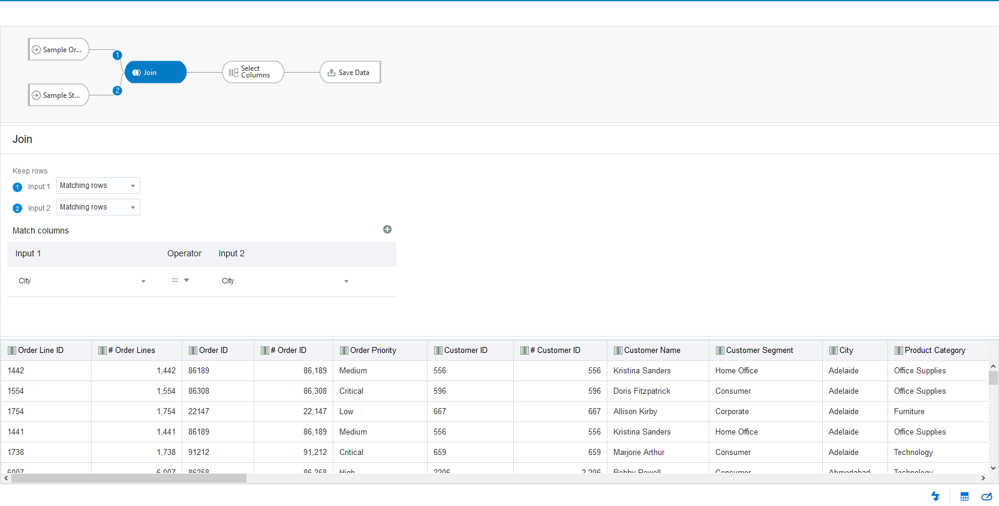 Sample Or...
1
Join
Select
Columns
Save Data
2
Sample St...
Join
Keep rows
1 Input 1 Matching rows
2 Input 2 Matching rows
Match columns
Input 1 Operator Input 2
City = City
Order Line ID # Order Lines Order ID # Order ID Order Priority Customer ID # Customer ID Customer Name Customer Segment City Product Category
1442 1,442 86189 86,189 Medium 556 556 Kristina Sanders Home Office Adelaide Office Supplies
1554 1,554 86308 86,308 Critical 596 596 Doris Fitzpatrick Consumer Adelaide Office Supplies
1754 1,754 22147 22,147 Low 667 667 Allison Kirby Corporate Adelaide Furniture
1441 1,441 86189 86,189 Medium 556 556 Kristina Sanders Home Office Adelaide Office Supplies
1738 1,738 91212 91,212 Critical 659 659 Marjorie Arthur Consumer Adelaide Technology
6007 6,007 86258 86,258 High 2206 2,206 Bobby Powell Consumer Ahmedabad Technology